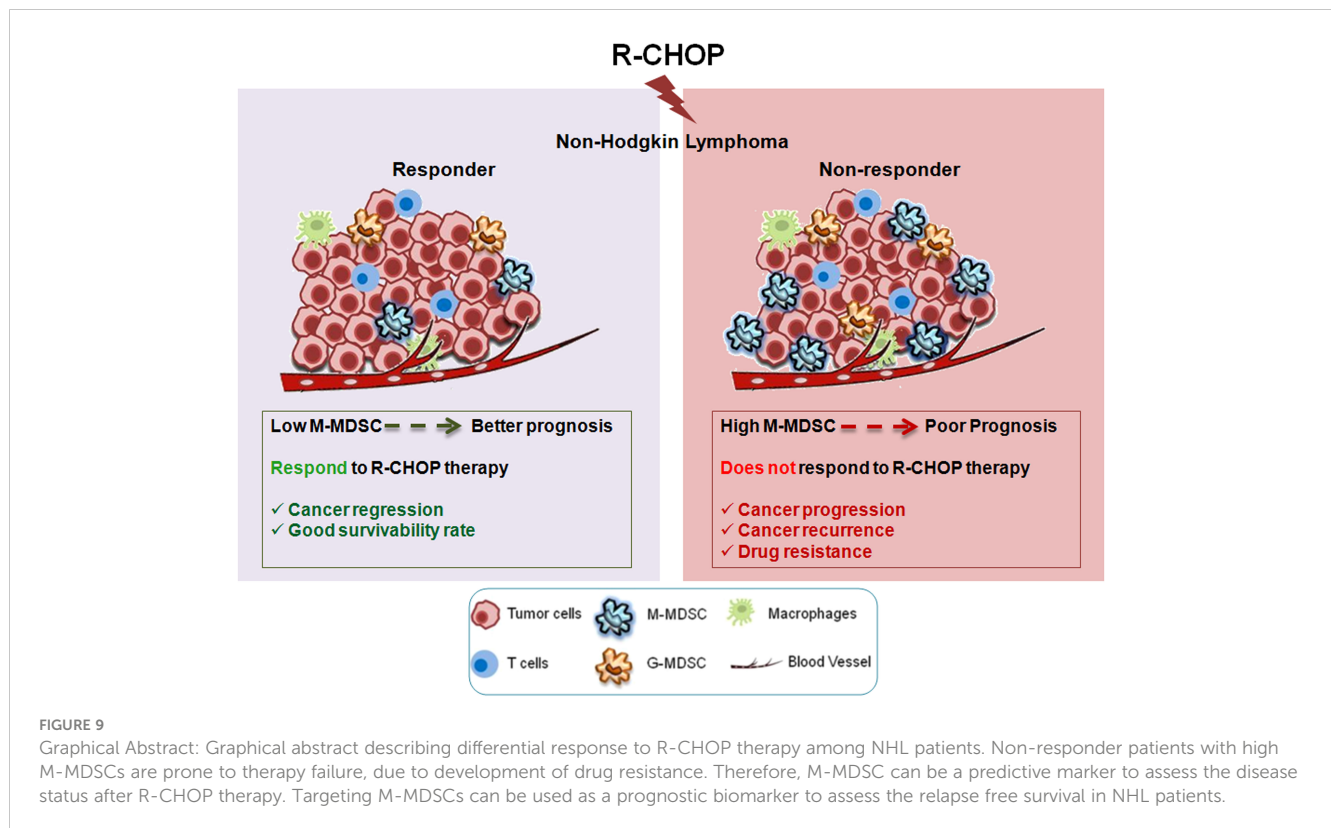 R-CHOP
Non-Hodgkin Lymphoma
Responder
Low M-MDSC Better prognosis
Respond to R-CHOP therapy
✓ Cancer regression
✓ Good survivability rate
Non-responder
High M-MDSC Poor Prognosis
Does not respond to R-CHOP therapy
✓ Cancer progression
✓ Cancer recurrence
✓ Drug resistance
Tumor cells M-MDSC Macrophages
T cells G-MDSC Blood Vessel
FIGURE 9
Graphical Abstract: Graphical abstract describing differential response to R-CHOP therapy among NHL patients. Non-responder patients with high
M-MDSCs are prone to therapy failure, due to development of drug resistance. Therefore, M-MDSC can be a predictive marker to assess the disease
status after R-CHOP therapy. Targeting M-MDSCs can be used as a prognostic biomarker to assess the relapse free survival in NHL patients.